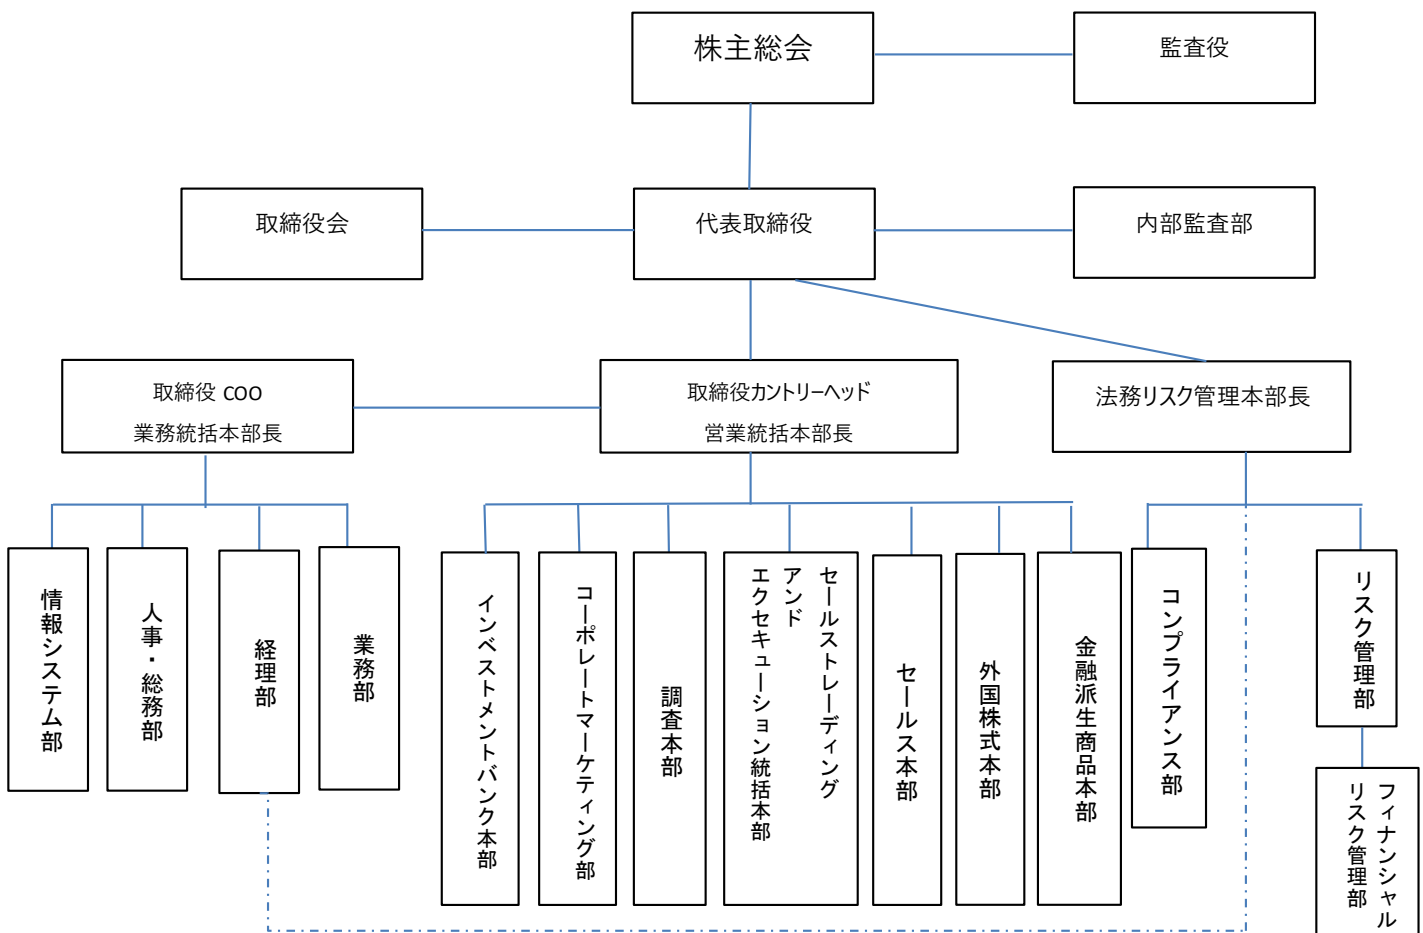 株主総会
監査役
取締役会
代表取締役
内部監査部
取締役 COO
業務統括本部長
取締役カントリーヘッド
営業統括本部長
法務リスク管理本部長
情報システム部
人事・総務部
経理部
業務部
インベストメントバンク本部
コーポレートマーケティング部
調査本部
セールストレーディング
アンド
エクセキューション統括本部
セールス本部
外国株式本部
金融派生商品本部
コンプライアンス部
リスク管理部
フィナンシャル
リスク管理部